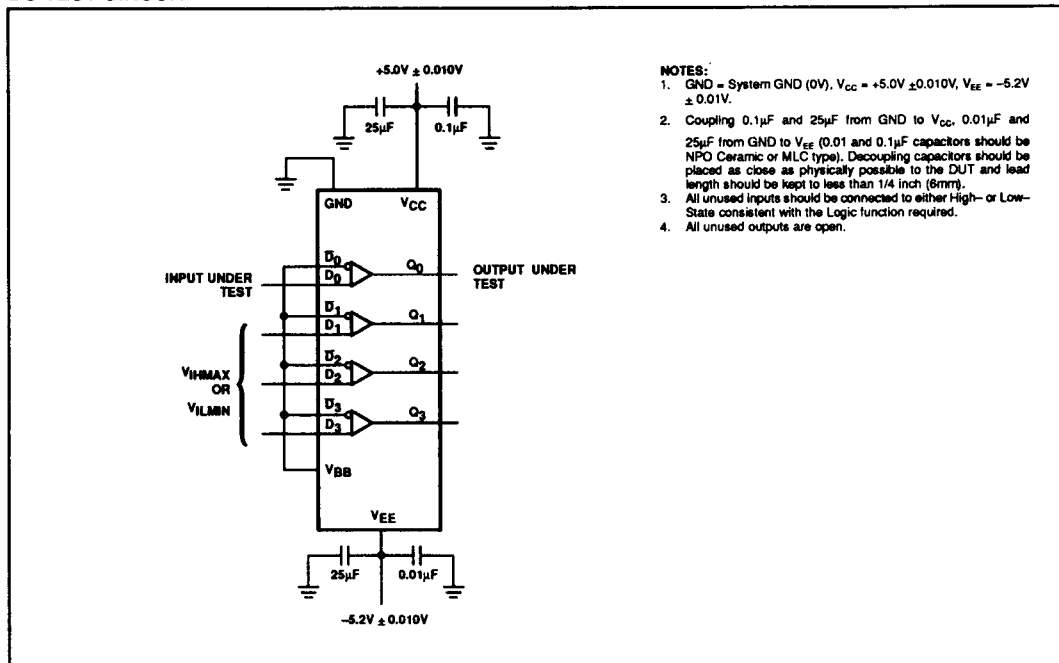 +5.0V ± 0.010V
25µF
0.1µF
GND
VCC
D̅0
D0
Q0
INPUT UNDER
TEST
OUTPUT UNDER
TEST
D̅1
D1
Q1
D̅2
D2
Q2
VIHMAX
OR
VILMIN
D̅3
D3
Q3
VBB
VEE
25µF
0.01µF
–5.2V ± 0.010V
NOTES:
1. GND = System GND (0V), VCC = +5.0V ±0.010V, VEE = –5.2V
± 0.01V.
2. Coupling 0.1µF and 25µF from GND to VCC, 0.01µF and
25µF from GND to VEE (0.01 and 0.1µF capacitors should be
NPO Ceramic or MLC type). Decoupling capacitors should be
placed as close as physically possible to the DUT and lead
length should be kept to less than 1/4 inch (6mm).
3. All unused inputs should be connected to either High– or Low–
State consistent with the Logic function required.
4. All unused outputs are open.